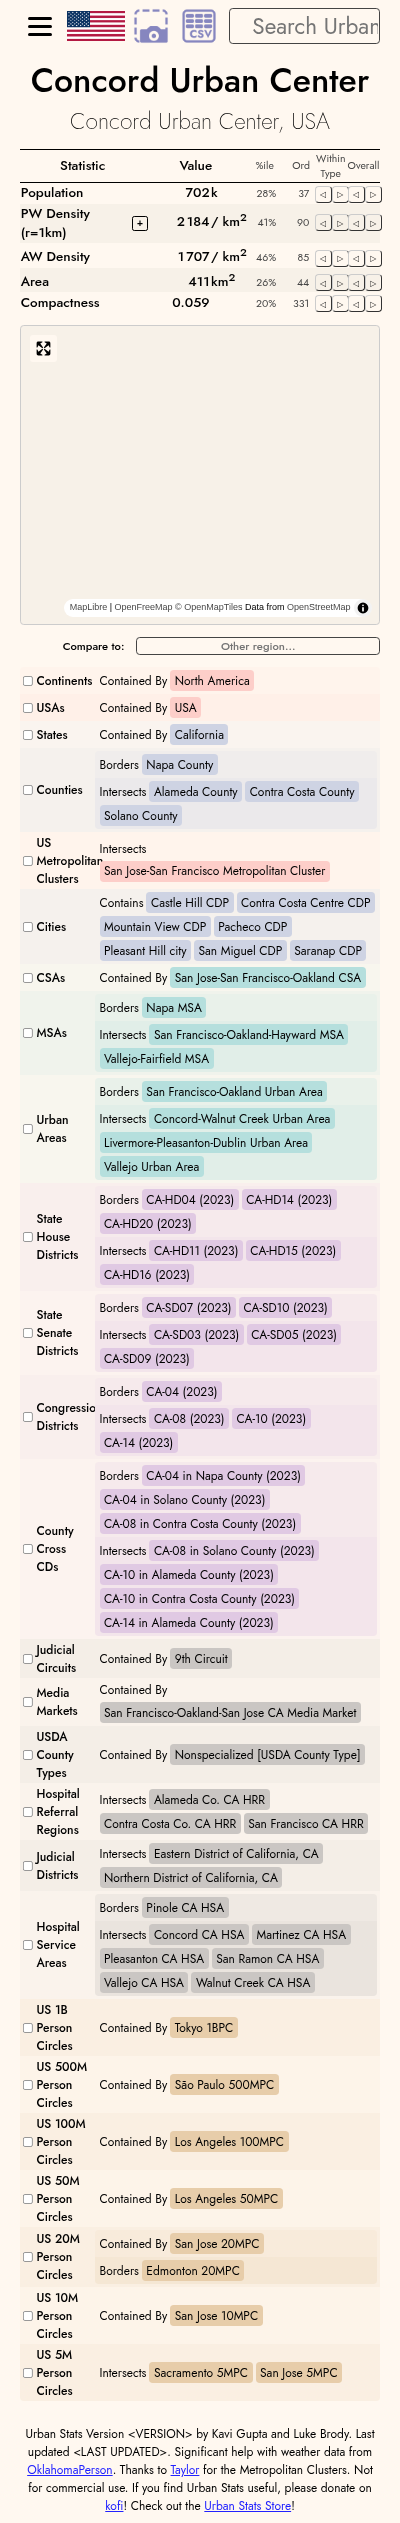 CSV
Search Urban
Concord Urban Center
Concord Urban Center, USA
Statistic Value %ile Ord Within Type Overall
Population 702k 28% 37
PW Density (r=1km) + 2 184 / km2 41% 90
AW Density 1 707 / km2 46% 85
Area 411km2 26% 44
Compactness 0.059 20% 331
MapLibre | OpenFreeMap © OpenMapTiles Data from OpenStreetMap
Compare to: Other region...
Continents Contained By North America
USAs Contained By USA
States Contained By California
Counties Borders Napa County
Intersects Alameda County Contra Costa County
Solano County
US Metropolitan Clusters Intersects
San Jose-San Francisco Metropolitan Cluster
Cities Contains Castle Hill CDP Contra Costa Centre CDP
Mountain View CDP Pacheco CDP
Pleasant Hill city San Miguel CDP Saranap CDP
CSAs Contained By San Jose-San Francisco-Oakland CSA
MSAs Borders Napa MSA
Intersects San Francisco-Oakland-Hayward MSA
Vallejo-Fairfield MSA
Urban Areas Borders San Francisco-Oakland Urban Area
Intersects Concord-Walnut Creek Urban Area
Livermore-Pleasanton-Dublin Urban Area
Vallejo Urban Area
State House Districts Borders CA-HD04 (2023) CA-HD14 (2023)
CA-HD20 (2023)
Intersects CA-HD11 (2023) CA-HD15 (2023)
CA-HD16 (2023)
State Senate Districts Borders CA-SD07 (2023) CA-SD10 (2023)
Intersects CA-SD03 (2023) CA-SD05 (2023)
CA-SD09 (2023)
Congressio Districts Borders CA-04 (2023)
Intersects CA-08 (2023) CA-10 (2023)
CA-14 (2023)
County Cross CDs Borders CA-04 in Napa County (2023)
CA-04 in Solano County (2023)
CA-08 in Contra Costa County (2023)
Intersects CA-08 in Solano County (2023)
CA-10 in Alameda County (2023)
CA-10 in Contra Costa County (2023)
CA-14 in Alameda County (2023)
Judicial Circuits Contained By 9th Circuit
Media Markets Contained By
San Francisco-Oakland-San Jose CA Media Market
USDA County Types Contained By Nonspecialized [USDA County Type]
Hospital Referral Regions Intersects Alameda Co. CA HRR
Contra Costa Co. CA HRR San Francisco CA HRR
Judicial Districts Intersects Eastern District of California, CA
Northern District of California, CA
Hospital Service Areas Borders Pinole CA HSA
Intersects Concord CA HSA Martinez CA HSA
Pleasanton CA HSA San Ramon CA HSA
Vallejo CA HSA Walnut Creek CA HSA
US 1B Person Circles Contained By Tokyo 1BPC
US 500M Person Circles Contained By São Paulo 500MPC
US 100M Person Circles Contained By Los Angeles 100MPC
US 50M Person Circles Contained By Los Angeles 50MPC
US 20M Person Circles Contained By San Jose 20MPC
Borders Edmonton 20MPC
US 10M Person Circles Contained By San Jose 10MPC
US 5M Person Circles Intersects Sacramento 5MPC San Jose 5MPC
Urban Stats Version <VERSION> by Kavi Gupta and Luke Brody. Last
updated <LAST UPDATED>. Significant help with weather data from
OklahomaPerson. Thanks to Taylor for the Metropolitan Clusters. Not
for commercial use. If you find Urban Stats useful, please donate on
kofi! Check out the Urban Stats Store!